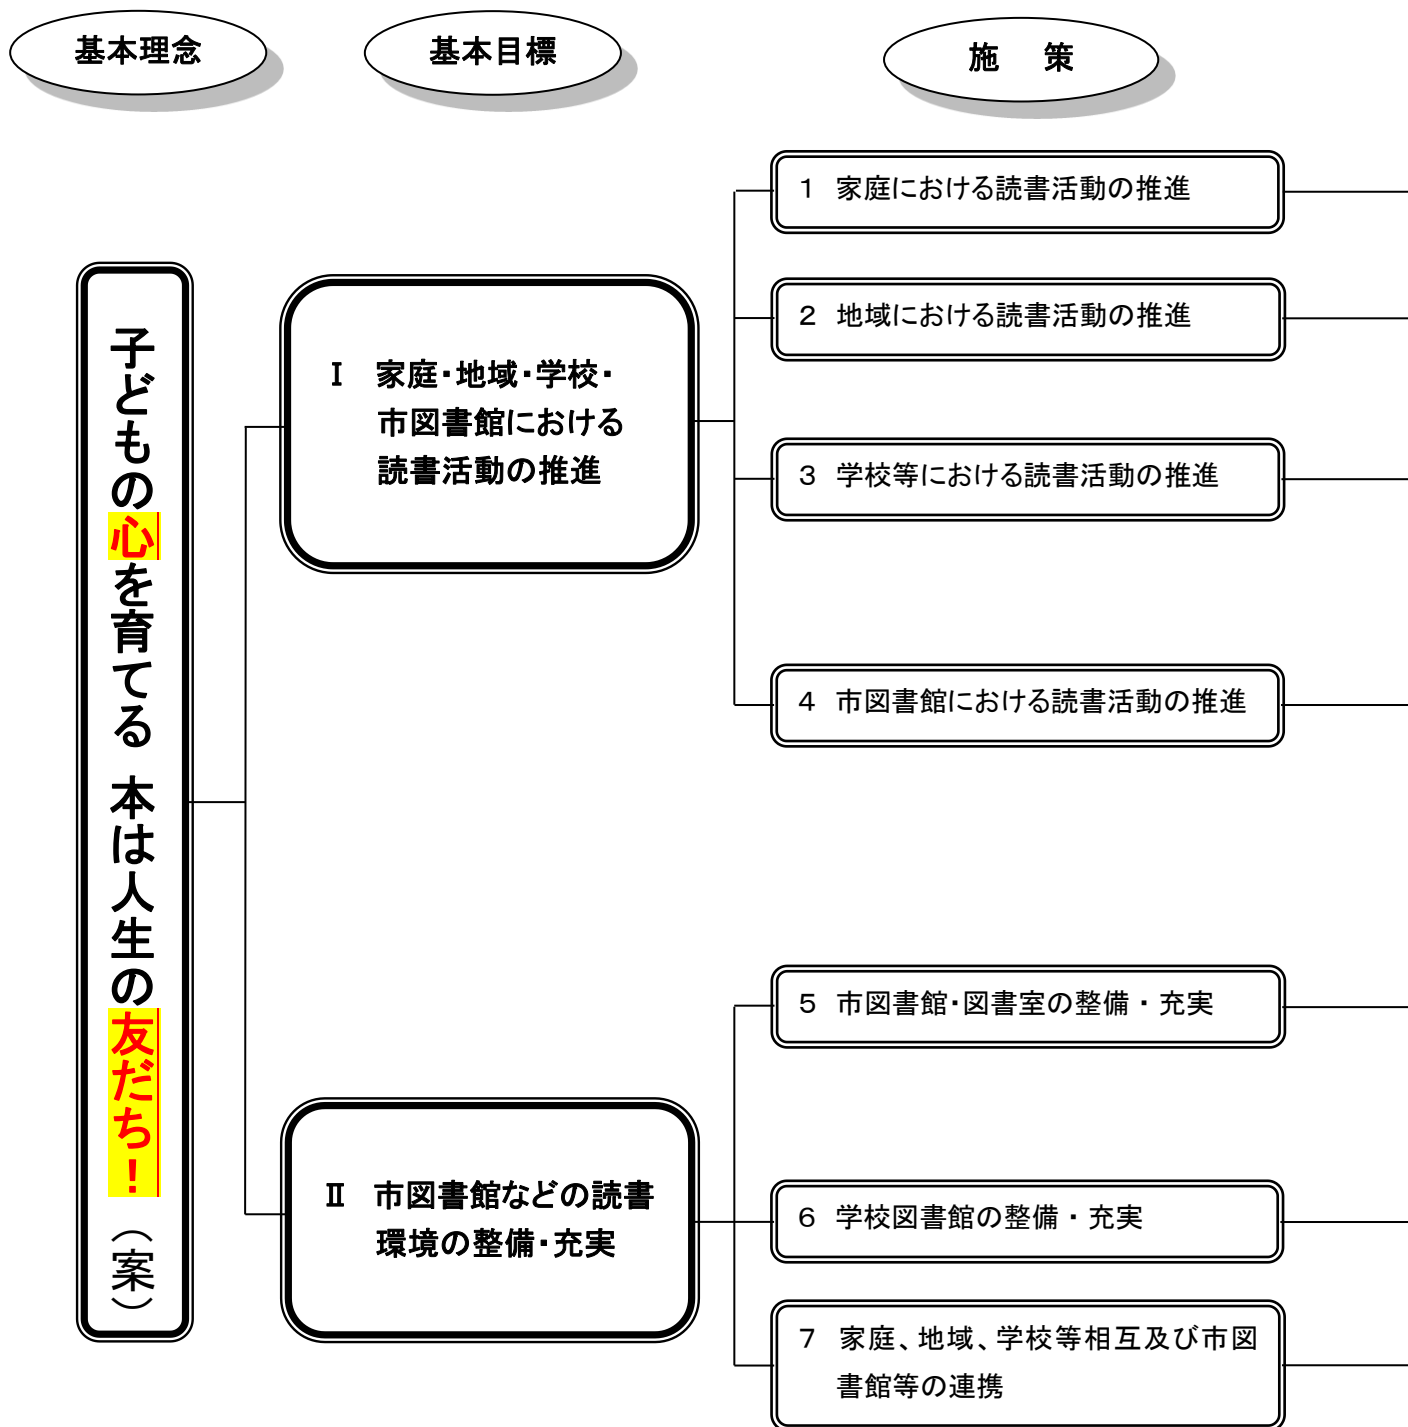 基本理念
基本目標
施　策
子どもの心を育てる 本は人生の友だち！（案）
Ⅰ　家庭・地域・学校・
市図書館における
読書活動の推進
1　家庭における読書活動の推進
2　地域における読書活動の推進
3　学校等における読書活動の推進
4　市図書館における読書活動の推進
Ⅱ　市図書館などの読書
環境の整備・充実
5　市図書館・図書室の整備・充実
6　学校図書館の整備・充実
7　家庭、地域、学校等相互及び市図
書館等の連携